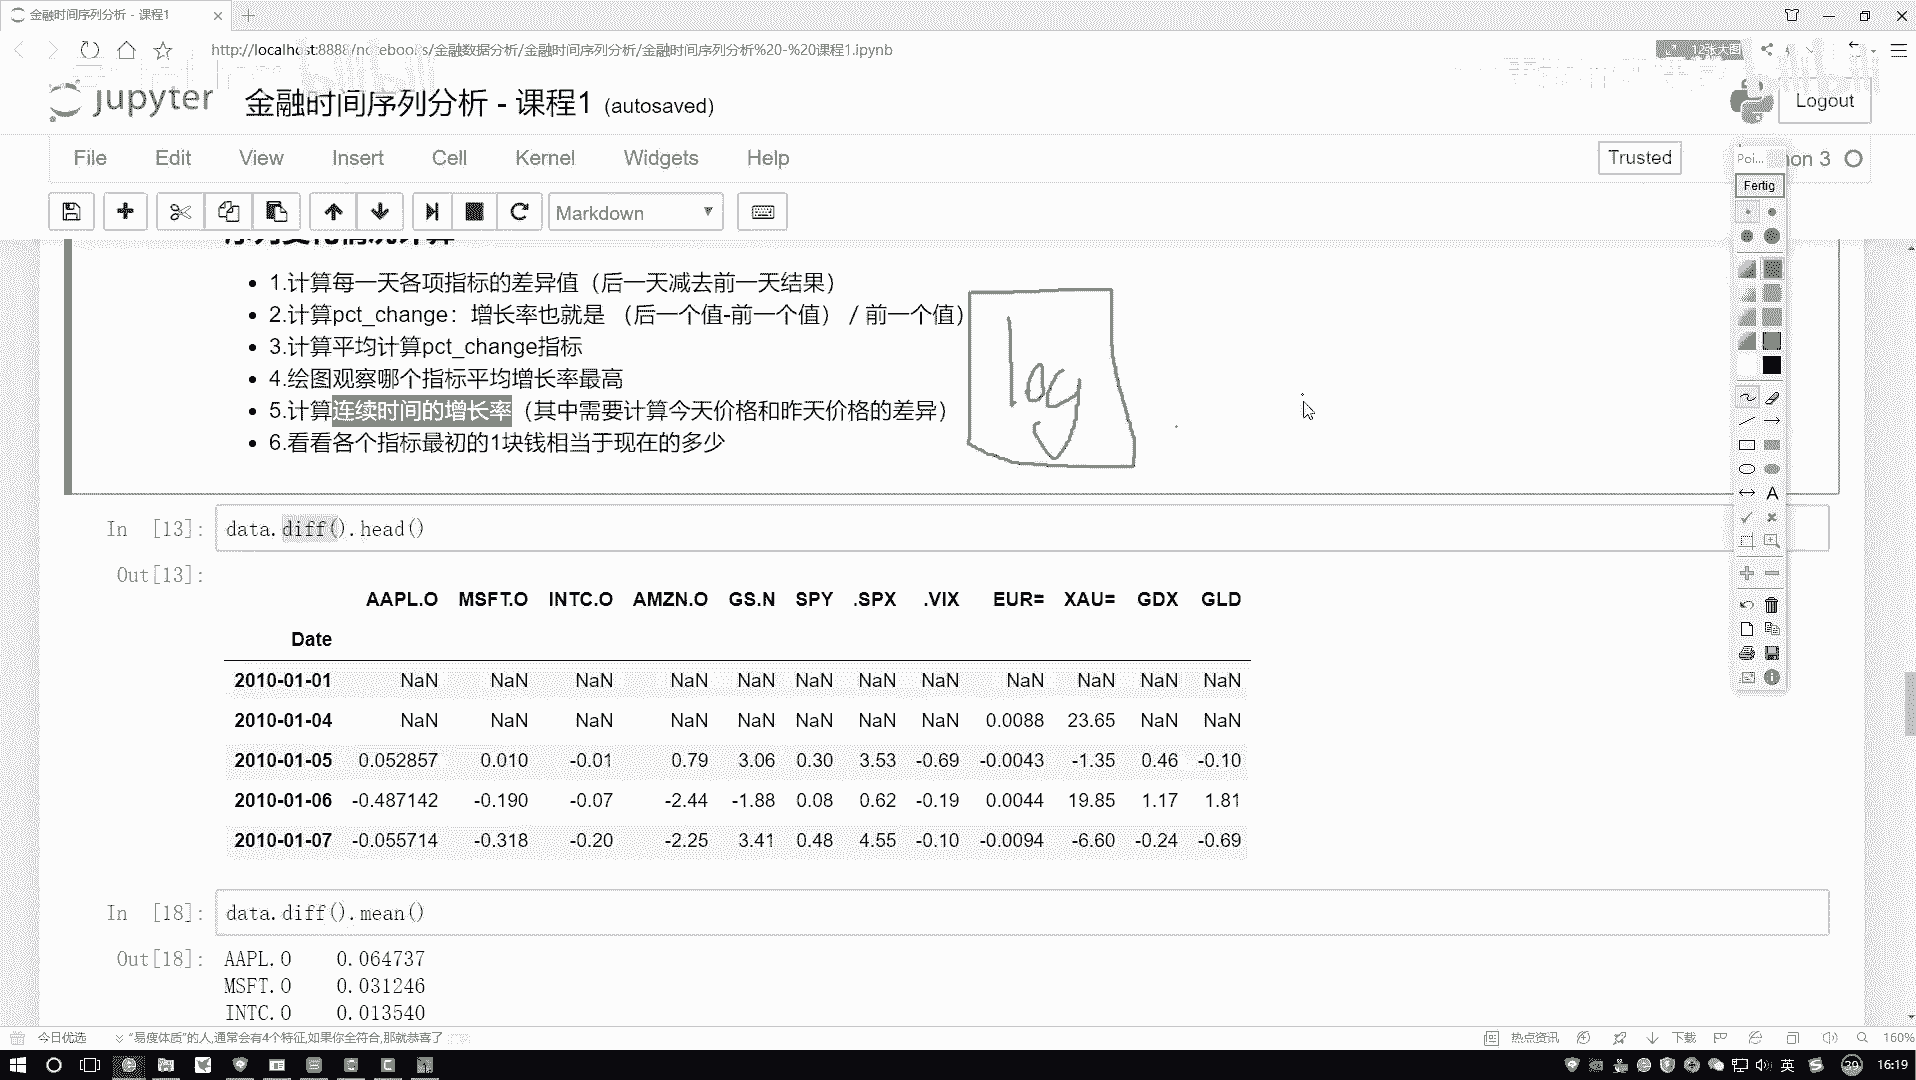 金融时间序列分析 - 课程1
http://localhost:8888/notebooks/金融数据分析/金融时间序列分析/金融时间序列分析%20-%20课程1.ipynb
12张大图
jupyter 金融时间序列分析 - 课程1 (autosaved)
Logout
File Edit View Insert Cell Kernel Widgets Help
Trusted
on 3
Poi...
Fertig
Markdown
序列变化情况计算
1.计算每一天各项指标的差异值（后一天减去前一天结果）
2.计算pct_change：增长率也就是 （后一个值-前一个值） / 前一个值）
3.计算平均计算pct_change指标
4.绘图观察哪个指标平均增长率最高
5.计算连续时间的增长率（其中需要计算今天价格和昨天价格的差异）
6.看看各个指标最初的1块钱相当于现在的多少
log
In [13]: data.diff().head()
Out[13]:
AAPL.O MSFT.O INTC.O AMZN.O GS.N SPY .SPX .VIX EUR= XAU= GDX GLD
Date
2010-01-01 NaN NaN NaN NaN NaN NaN NaN NaN NaN NaN NaN NaN
2010-01-04 NaN NaN NaN NaN NaN NaN NaN NaN 0.0088 23.65 NaN NaN
2010-01-05 0.052857 0.010 -0.01 0.79 3.06 0.30 3.53 -0.69 -0.0043 -1.35 0.46 -0.10
2010-01-06 -0.487142 -0.190 -0.07 -2.44 -1.88 0.08 0.62 -0.19 0.0044 19.85 1.17 1.81
2010-01-07 -0.055714 -0.318 -0.20 -2.25 3.41 0.48 4.55 -0.10 -0.0094 -6.60 -0.24 -0.69
In [18]: data.diff().mean()
Out[18]: AAPL.O 0.064737
MSFT.O 0.031246
INTC.O 0.013540
今日优选 “易瘦体质”的人,通常会有4个特征,如果你全符合,那就恭喜了
热点资讯 下载 160%
英 29 16:19